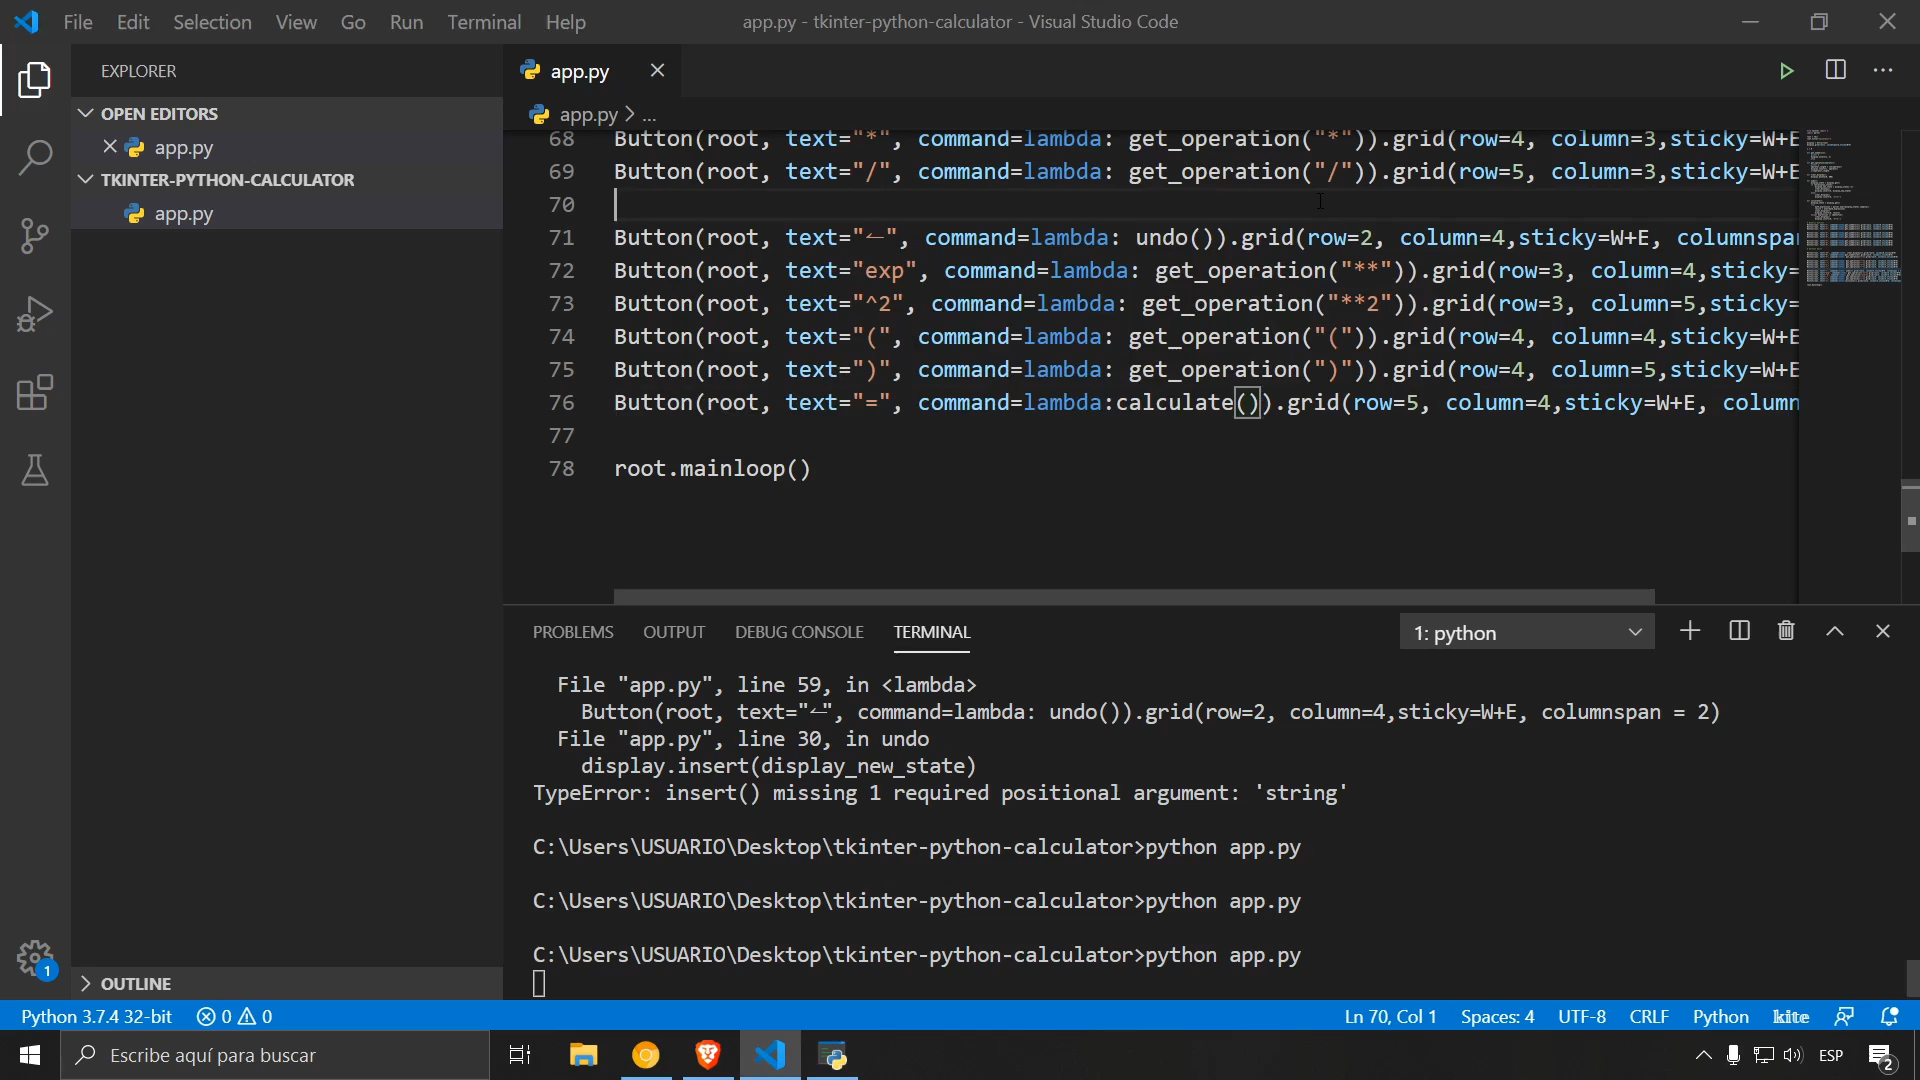 File Edit Selection View Go Run Terminal Help
app.py - tkinter-python-calculator - Visual Studio Code
EXPLORER
OPEN EDITORS
app.py
TKINTER-PYTHON-CALCULATOR
app.py
OUTLINE
app.py
app.py > ...
68 Button(root, text="*", command=lambda: get_operation("*")).grid(row=4, column=3,sticky=W+E
69 Button(root, text="/", command=lambda: get_operation("/")).grid(row=5, column=3,sticky=W+E
70
71 Button(root, text="←", command=lambda: undo()).grid(row=2, column=4,sticky=W+E, columnspan
72 Button(root, text="exp", command=lambda: get_operation("**")).grid(row=3, column=4,sticky=
73 Button(root, text="^2", command=lambda: get_operation("**2")).grid(row=3, column=5,sticky=
74 Button(root, text="(", command=lambda: get_operation("(")).grid(row=4, column=4,sticky=W+E
75 Button(root, text=")", command=lambda: get_operation(")")).grid(row=4, column=5,sticky=W+E
76 Button(root, text="=", command=lambda:calculate()).grid(row=5, column=4,sticky=W+E, column
77
78 root.mainloop()
PROBLEMS OUTPUT DEBUG CONSOLE TERMINAL
1: python
File "app.py", line 59, in <lambda>
Button(root, text="←", command=lambda: undo()).grid(row=2, column=4,sticky=W+E, columnspan = 2)
File "app.py", line 30, in undo
display.insert(display_new_state)
TypeError: insert() missing 1 required positional argument: 'string'
C:\Users\USUARIO\Desktop\tkinter-python-calculator>python app.py
C:\Users\USUARIO\Desktop\tkinter-python-calculator>python app.py
C:\Users\USUARIO\Desktop\tkinter-python-calculator>python app.py
1
Python 3.7.4 32-bit 0 0
Ln 70, Col 1 Spaces: 4 UTF-8 CRLF Python kite
Escribe aquí para buscar
ESP
2